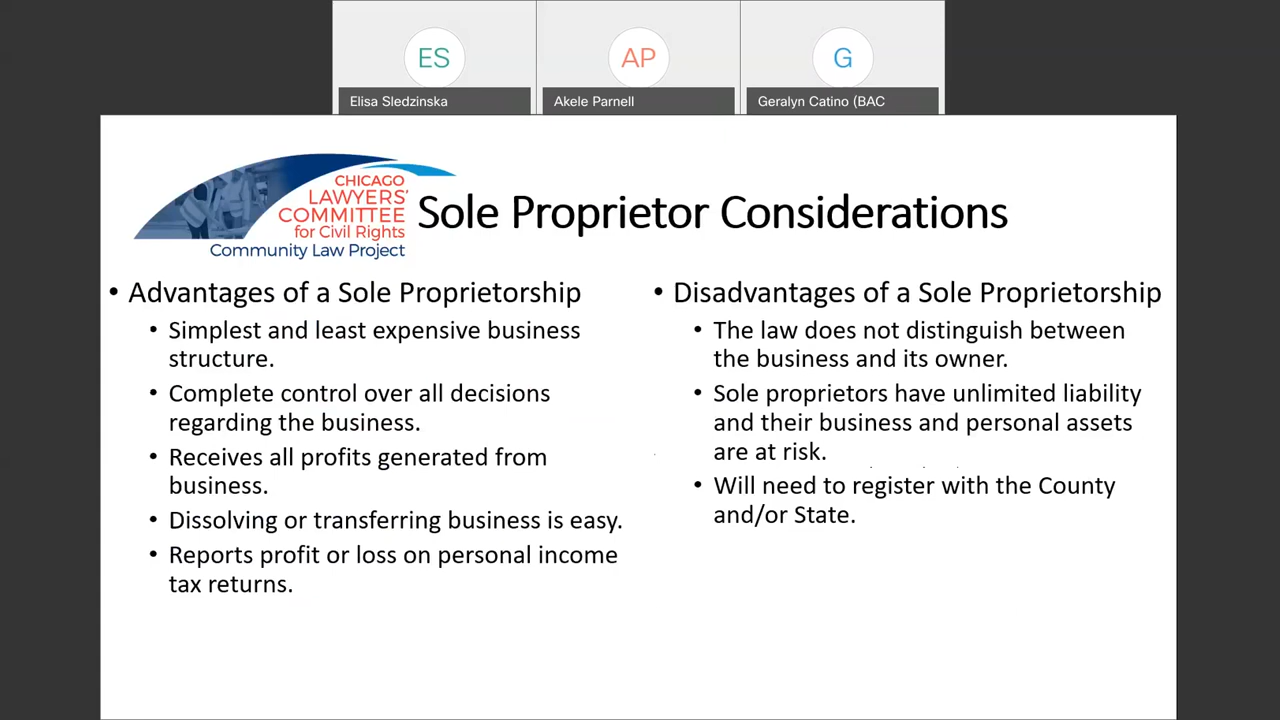 ES
AP
G
Elisa Sledzinska
Akele Parnell
Geralyn Catino (BAC
CHICAGO
LAWYERS'
COMMITTEE
for Civil Rights
Community Law Project
Sole Proprietor Considerations
• Advantages of a Sole Proprietorship
• Simplest and least expensive business
structure.
• Complete control over all decisions
regarding the business.
• Receives all profits generated from
business.
• Dissolving or transferring business is easy.
• Reports profit or loss on personal income
tax returns.
• Disadvantages of a Sole Proprietorship
• The law does not distinguish between
the business and its owner.
• Sole proprietors have unlimited liability
and their business and personal assets
are at risk.
• Will need to register with the County
and/or State.